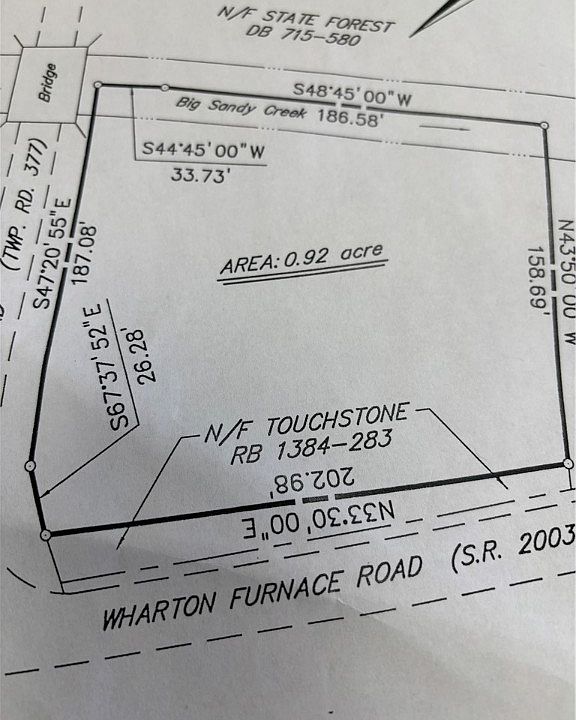 N/F STATE FOREST
DB 715-580
Bridge
S48°45'00"W
Big Sandy Creek 186.58'
S44°45'00"W
33.73'
(TWP. RD. 377)
S47°20'55"E
187.08'
AREA: 0.92 acre
N43°50'00"W
158.69'
S67°37'52"E
26.28'
N/F TOUCHSTONE
RB 1384-283
202.98'
N33°30'00"E
WHARTON FURNACE ROAD (S.R. 2003